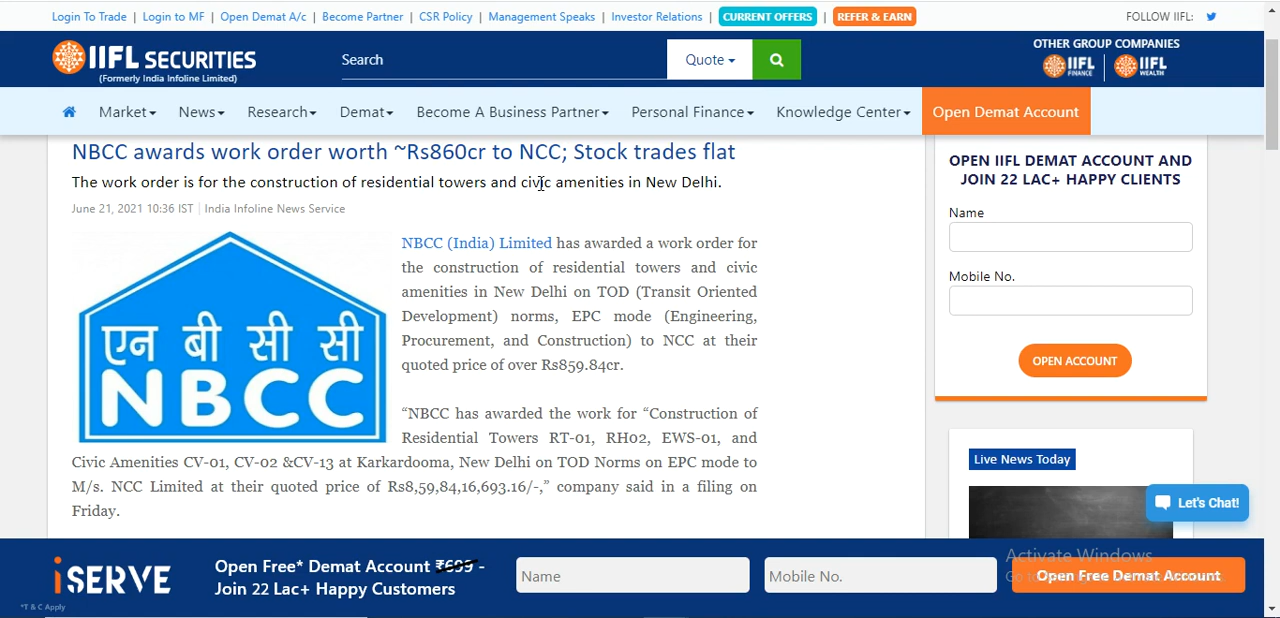 Login To Trade | Login to MF | Open Demat A/c | Become Partner | CSR Policy | Management Speaks | Investor Relations | CURRENT OFFERS | REFER & EARN
FOLLOW IIFL:
IIFL SECURITIES
(Formerly India Infoline Limited)
Search
Quote
OTHER GROUP COMPANIES
IIFL FINANCE
IIFL WEALTH
Market News Research Demat Become A Business Partner Personal Finance Knowledge Center Open Demat Account
NBCC awards work order worth ~Rs860cr to NCC; Stock trades flat
The work order is for the construction of residential towers and civic amenities in New Delhi.
June 21, 2021 10:36 IST | India Infoline News Service
एन बी सी सी
NBCC
NBCC (India) Limited has awarded a work order for
the construction of residential towers and civic
amenities in New Delhi on TOD (Transit Oriented
Development) norms, EPC mode (Engineering,
Procurement, and Construction) to NCC at their
quoted price of over Rs859.84cr.
“NBCC has awarded the work for “Construction of
Residential Towers RT-01, RH02, EWS-01, and
Civic Amenities CV-01, CV-02 &CV-13 at Karkardooma, New Delhi on TOD Norms on EPC mode to
M/s. NCC Limited at their quoted price of Rs8,59,84,16,693.16/-,” company said in a filing on
Friday.
OPEN IIFL DEMAT ACCOUNT AND
JOIN 22 LAC+ HAPPY CLIENTS
Name
Mobile No.
OPEN ACCOUNT
Live News Today
Let's Chat!
iSERVE
*T & C Apply
Open Free* Demat Account ₹699 -
Join 22 Lac+ Happy Customers
Name
Mobile No.
Open Free Demat Account
Activate Windows